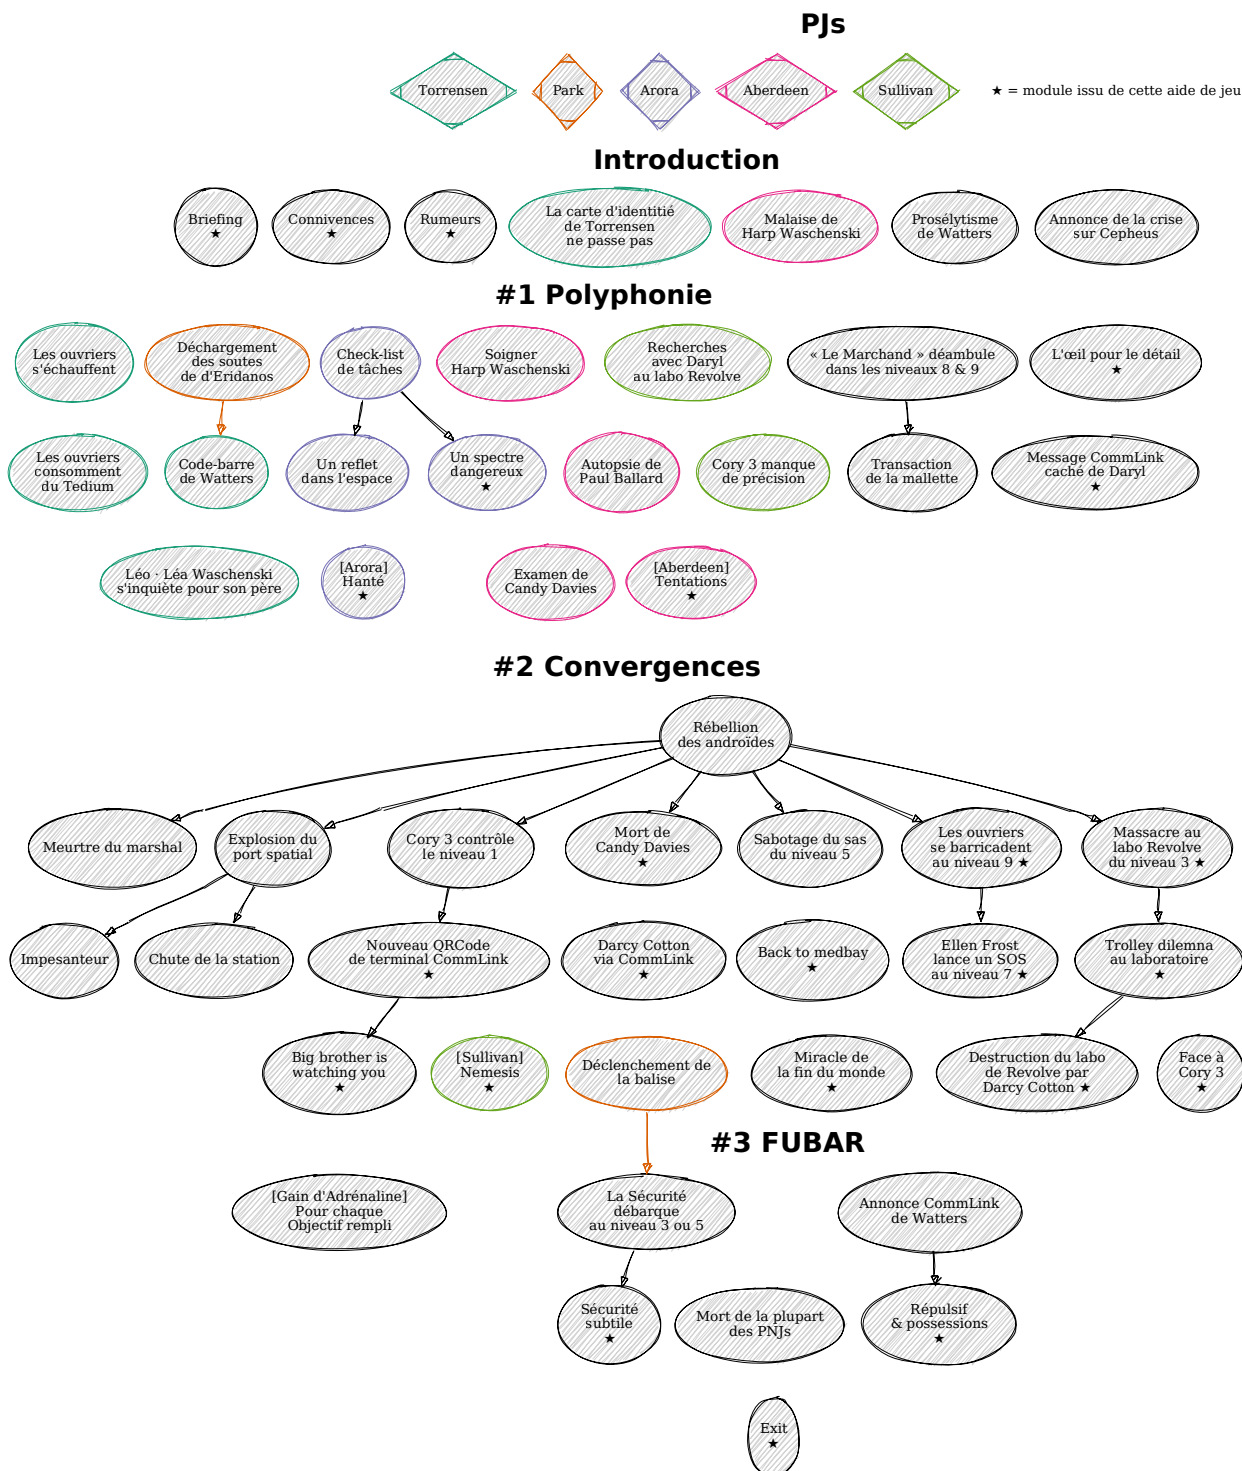 PJs
Torrensen
Park
Arora
Aberdeen
Sullivan
★ = module issu de cette aide de jeu
Introduction
Briefing
★
Connivences
★
Rumeurs
★
La carte d'identitié
de Torrensen
ne passe pas
Malaise de
Harp Waschenski
Prosélytisme
de Watters
Annonce de la crise
sur Cepheus
#1 Polyphonie
Les ouvriers
s'échauffent
Déchargement
des soutes
de d'Eridanos
Check-list
de tâches
Soigner
Harp Waschenski
Recherches
avec Daryl
au labo Revolve
« Le Marchand » déambule
dans les niveaux 8 & 9
L'œil pour le détail
★
Les ouvriers
consomment
du Tedium
Code-barre
de Watters
Un reflet
dans l'espace
Un spectre
dangereux
★
Autopsie de
Paul Ballard
Cory 3 manque
de précision
Transaction
de la mallette
Message CommLink
caché de Daryl
★
Léo · Léa Waschenski
s'inquiète pour son père
[Arora]
Hanté
★
Examen de
Candy Davies
[Aberdeen]
Tentations
★
#2 Convergences
Rébellion
des androïdes
Meurtre du marshal
Explosion du
port spatial
Cory 3 contrôle
le niveau 1
Mort de
Candy Davies
★
Sabotage du sas
du niveau 5
Les ouvriers
se barricadent
au niveau 9 ★
Massacre au
labo Revolve
du niveau 3 ★
Impesanteur
Chute de la station
Nouveau QRCode
de terminal CommLink
★
Darcy Cotton
via CommLink
★
Back to medbay
★
Ellen Frost
lance un SOS
au niveau 7 ★
Trolley dilemna
au laboratoire
★
Big brother is
watching you
★
[Sullivan]
Nemesis
★
Déclenchement de
la balise
Miracle de
la fin du monde
★
Destruction du labo
de Revolve par
Darcy Cotton ★
Face à
Cory 3
★
#3 FUBAR
[Gain d'Adrénaline]
Pour chaque
Objectif rempli
La Sécurité
débarque
au niveau 3 ou 5
Annonce CommLink
de Watters
Sécurité
subtile
★
Mort de la plupart
des PNJs
Répulsif
& possessions
★
Exit
★